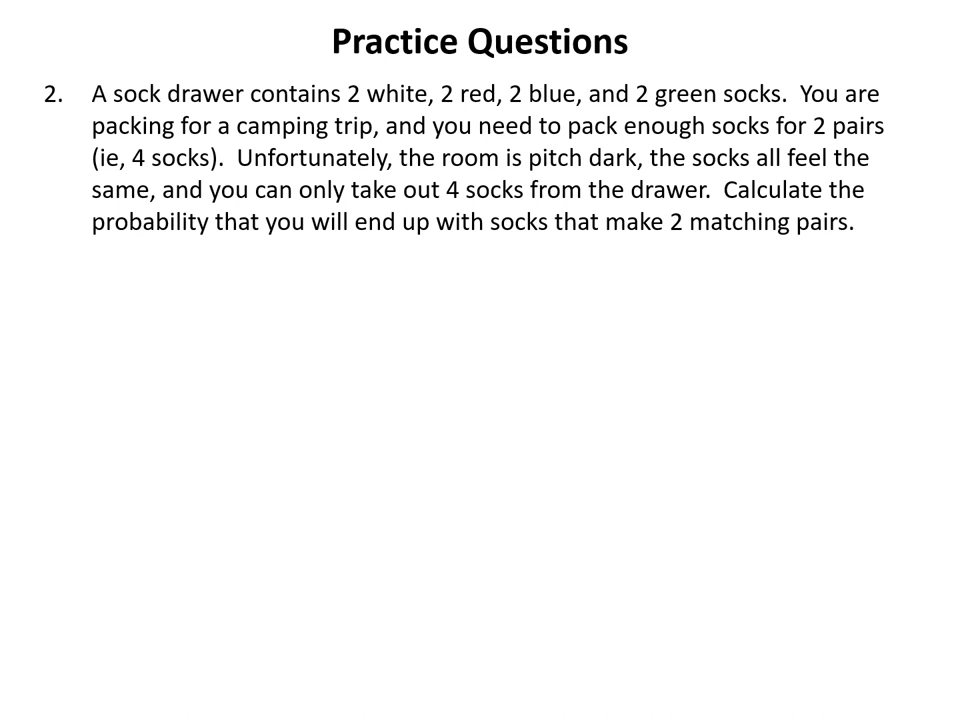 Practice Questions
2. A sock drawer contains 2 white, 2 red, 2 blue, and 2 green socks.  You are
packing for a camping trip, and you need to pack enough socks for 2 pairs
(ie, 4 socks).  Unfortunately, the room is pitch dark, the socks all feel the
same, and you can only take out 4 socks from the drawer.  Calculate the
probability that you will end up with socks that make 2 matching pairs.